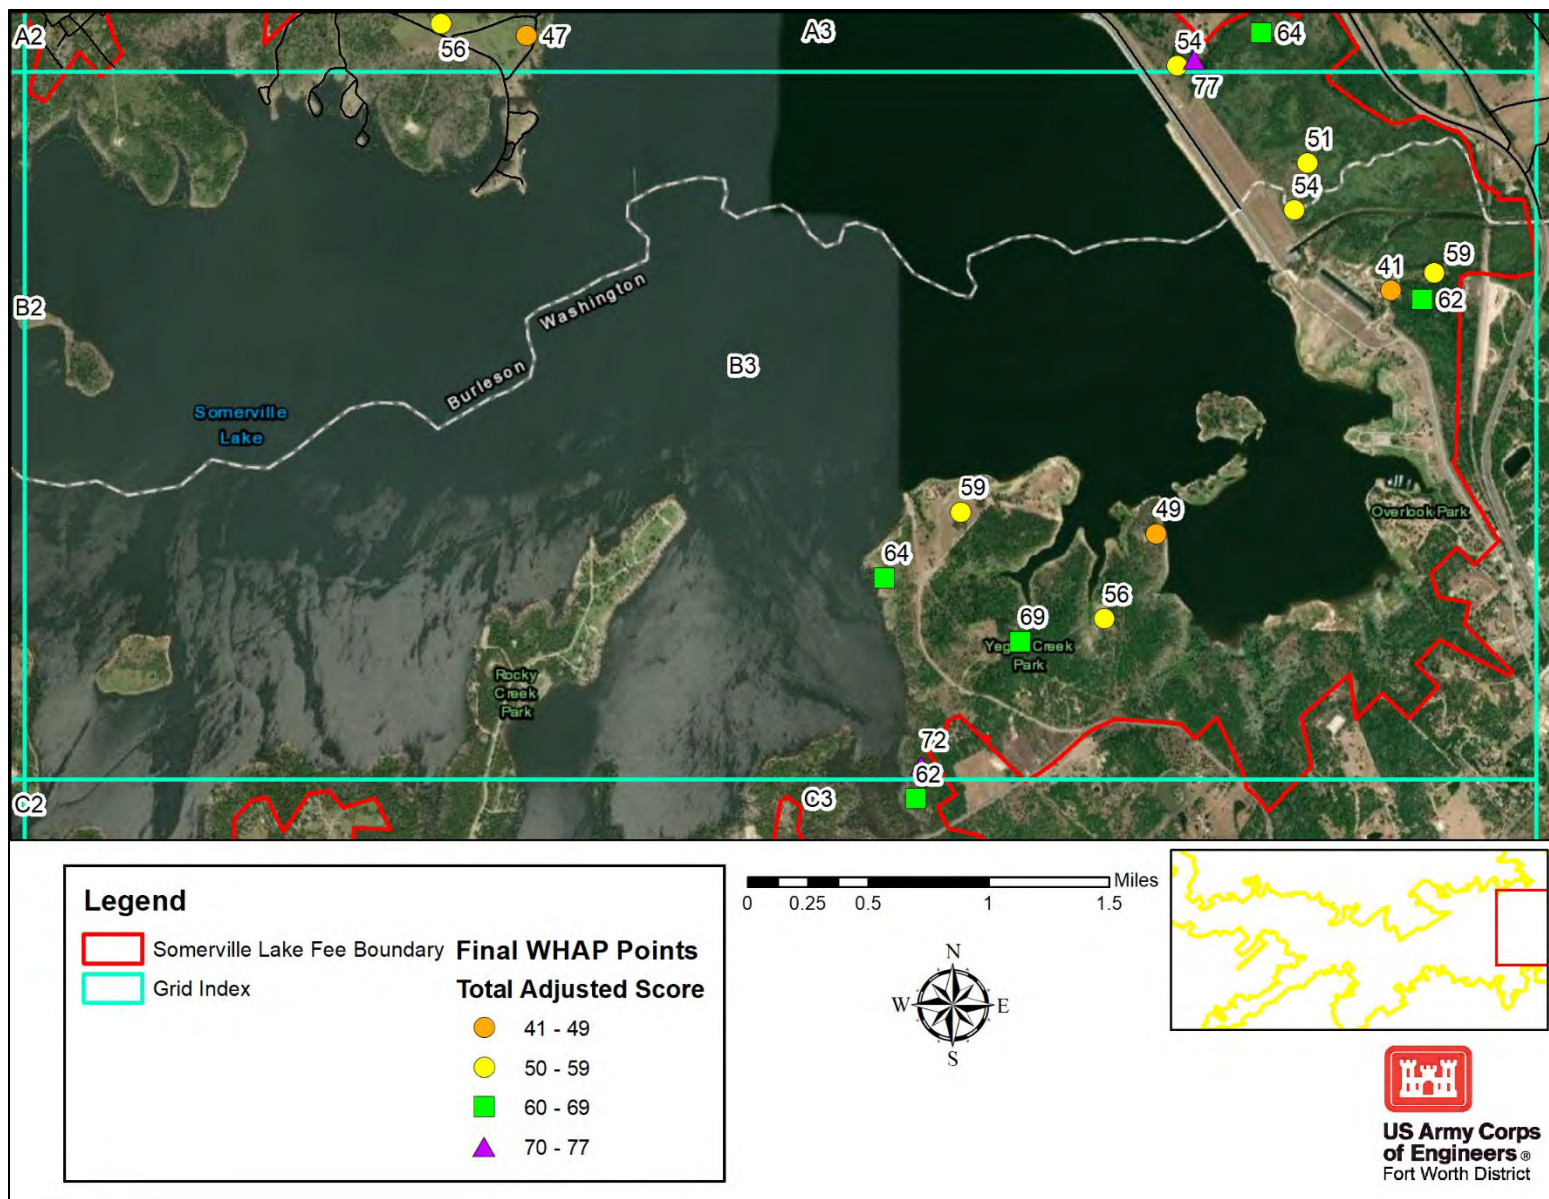 A2
56
47
A3
54
64
77
51
54
59
41
62
B2
Washington
Burleson
B3
Somerville
Lake
59
49
Overlook Park
64
56
69
Creek
Park
Rocky
Creek
Park
72
62
C2
C3
Legend
Somerville Lake Fee Boundary
Grid Index
Final WHAP Points
Total Adjusted Score
41 - 49
50 - 59
60 - 69
70 - 77
Miles
0 0.25 0.5 1 1.5
N
W E
S
US Army Corps
of Engineers ®
Fort Worth District